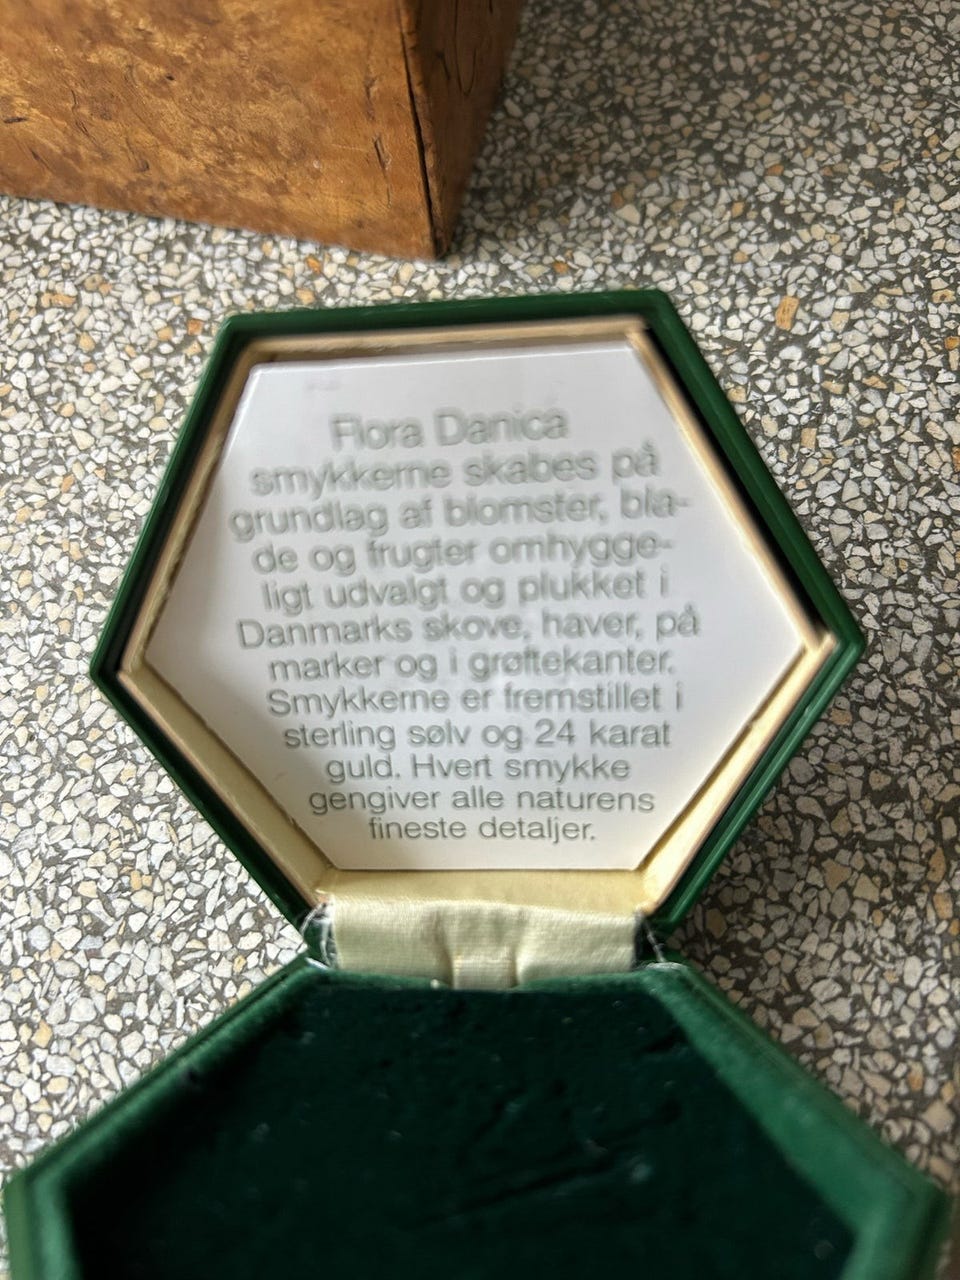 Flora Danica
smykkerne skabes på
grundlag af blomster, bla-
de og frugter omhygge-
ligt udvalgt og plukket i
Danmarks skove, haver, på
marker og i grøftekanter.
Smykkerne er fremstillet i
sterling sølv og 24 karat
guld. Hvert smykke
gengiver alle naturens
fineste detaljer.